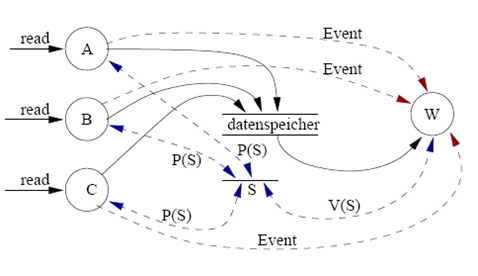 read
A
Event
Event
read
B
W
datenspeicher
P(S)
P(S)
read
C
S
P(S)
V(S)
Event